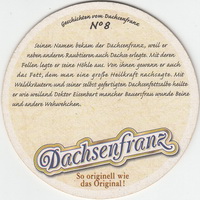 Geschichten vom Dachsenfranz
No 8
Seinen Namen bekam der Dachsenfranz, weil er
neben anderen Raubtieren auch Dachse erlegte. Mit deren
Fellen legte er seine Höhle aus. Von ihnen gewann er auch
das Fett, dem man eine große Heilkraft nachsagte. Mit
Waldkräutern und seiner selbst gefertigten Dachsenfettsalbe heilte
er wie weiland Doktor Eisenbart mancher Bauersfrau wunde Beine
und andere Wehwehchen.
Dachsenfranz
So originell wie
das Original!